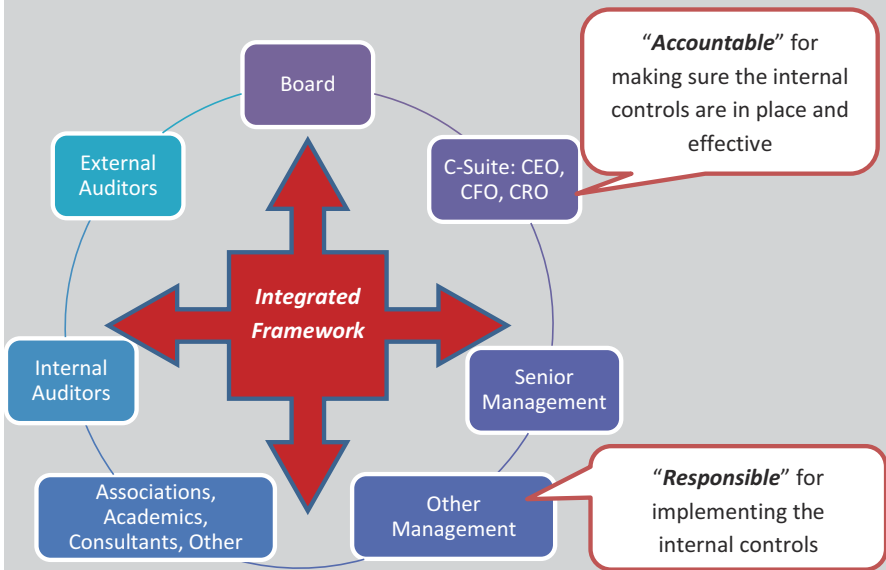 Board
"Accountable" for
making sure the internal
controls are in place and
effective
External
Auditors
C-Suite: CEO,
CFO, CRO
Integrated
Framework
Internal
Auditors
Senior
Management
Associations,
Academics,
Consultants, Other
Other
Management
"Responsible" for
implementing the
internal controls